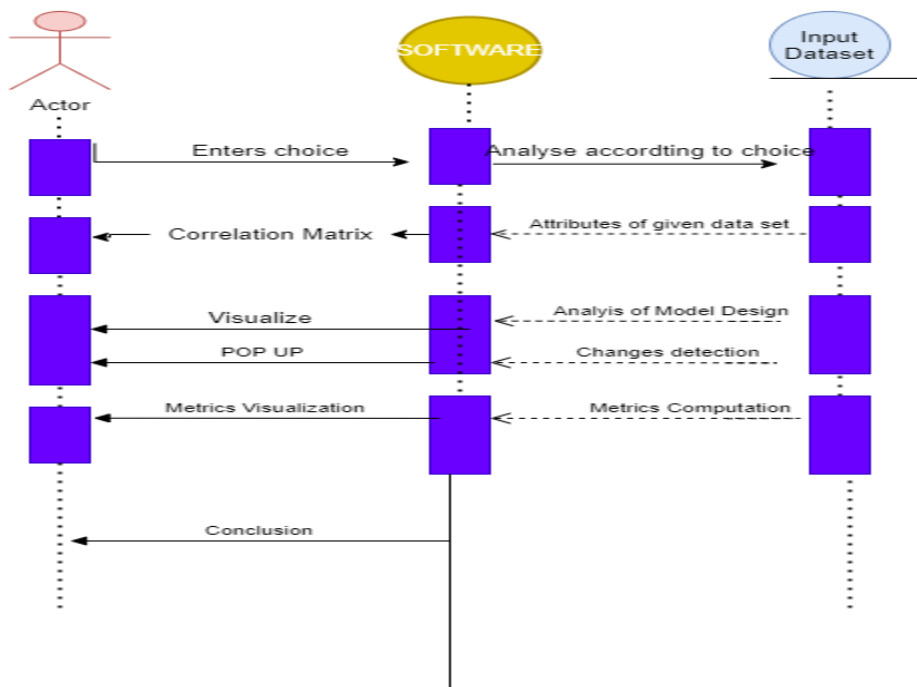 SOFTWARE
Input
Dataset
Actor
Enters choice
Analyse accordting to choice
Correlation Matrix
Attributes of given data set
Visualize
Analyis of Model Design
POP UP
Changes detection
Metrics Visualization
Metrics Computation
Conclusion